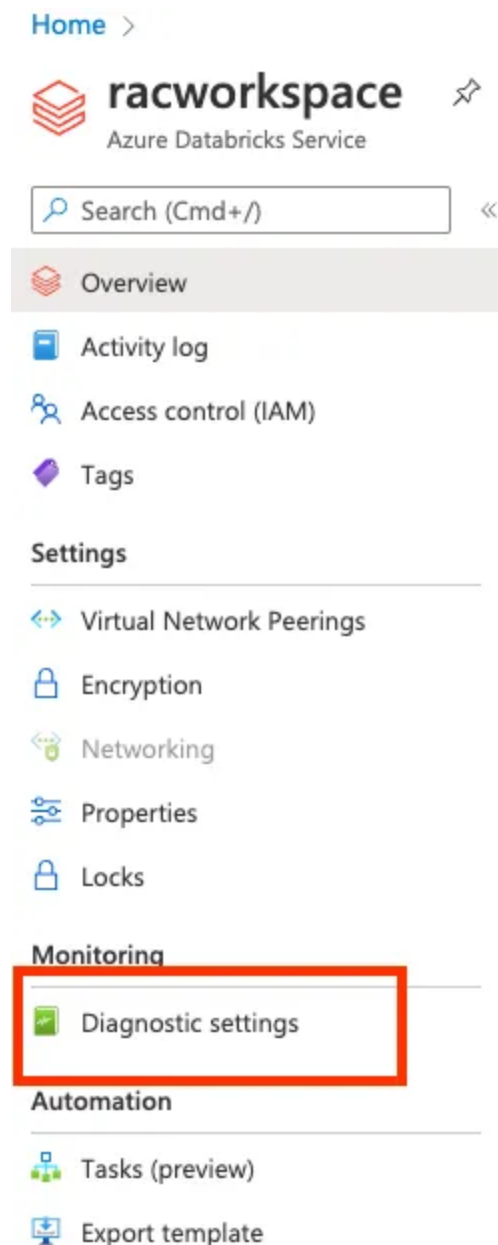 Home >
racworkspace
Azure Databricks Service
Search (Cmd+/)
Overview
Activity log
Access control (IAM)
Tags
Settings
Virtual Network Peerings
Encryption
Networking
Properties
Locks
Monitoring
Diagnostic settings
Automation
Tasks (preview)
Export template